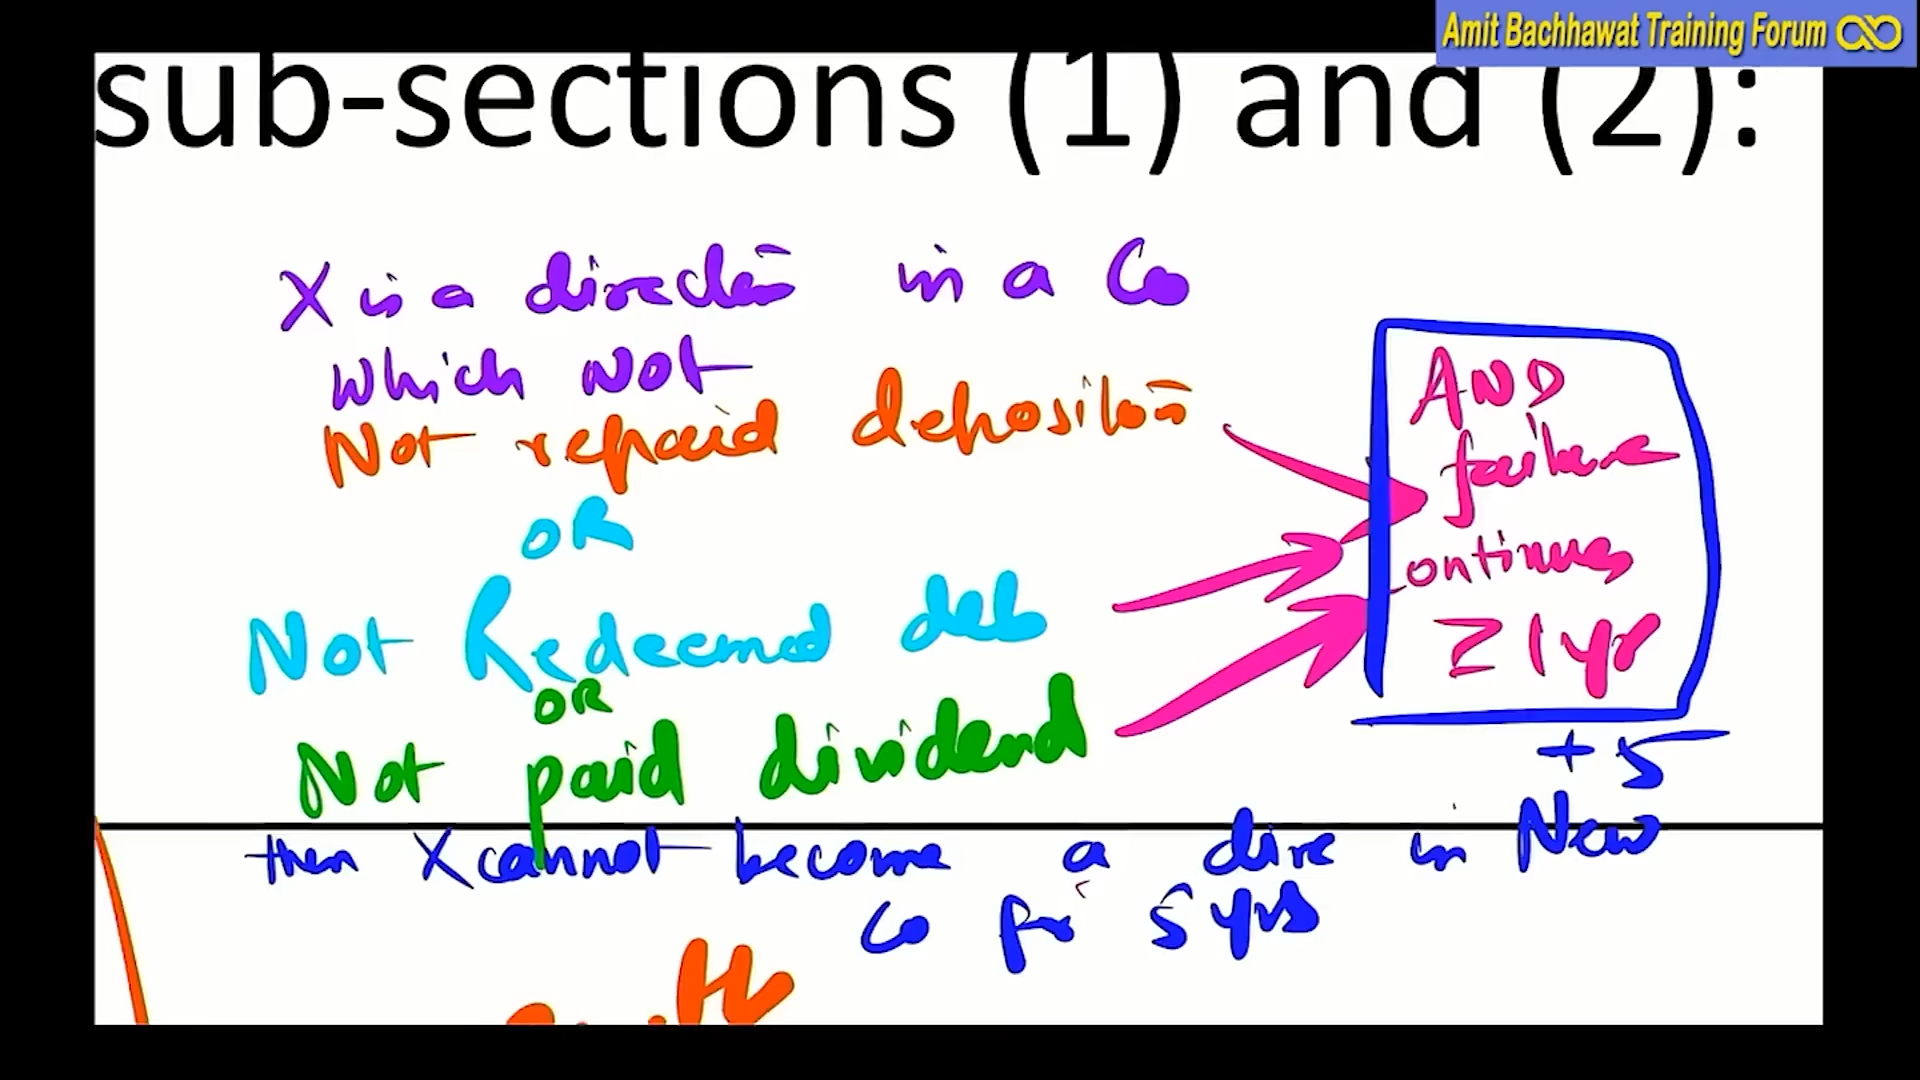 Amit Bachhawat Training Forum
sub-sections (1) and (2):
X is a director in a Co
which Not
Not repaid deposition
OR
Not Redeemed deb
OR
Not paid dividend
AND
failure
continues
≥ 1 yr
+ 5
then X cannot become a dire in New
Co for 5 yrs